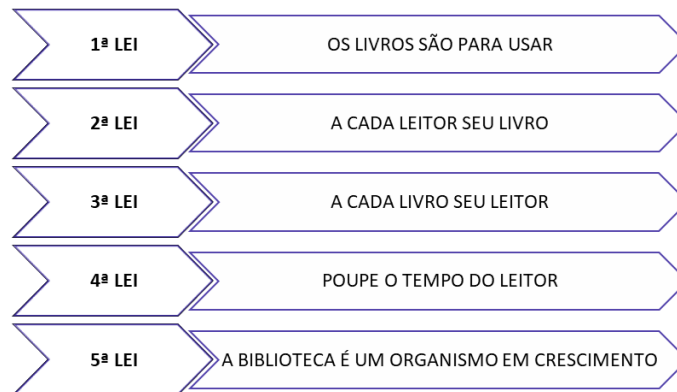 1ª LEI OS LIVROS SÃO PARA USAR
2ª LEI A CADA LEITOR SEU LIVRO
3ª LEI A CADA LIVRO SEU LEITOR
4ª LEI POUPE O TEMPO DO LEITOR
5ª LEI A BIBLIOTECA É UM ORGANISMO EM CRESCIMENTO